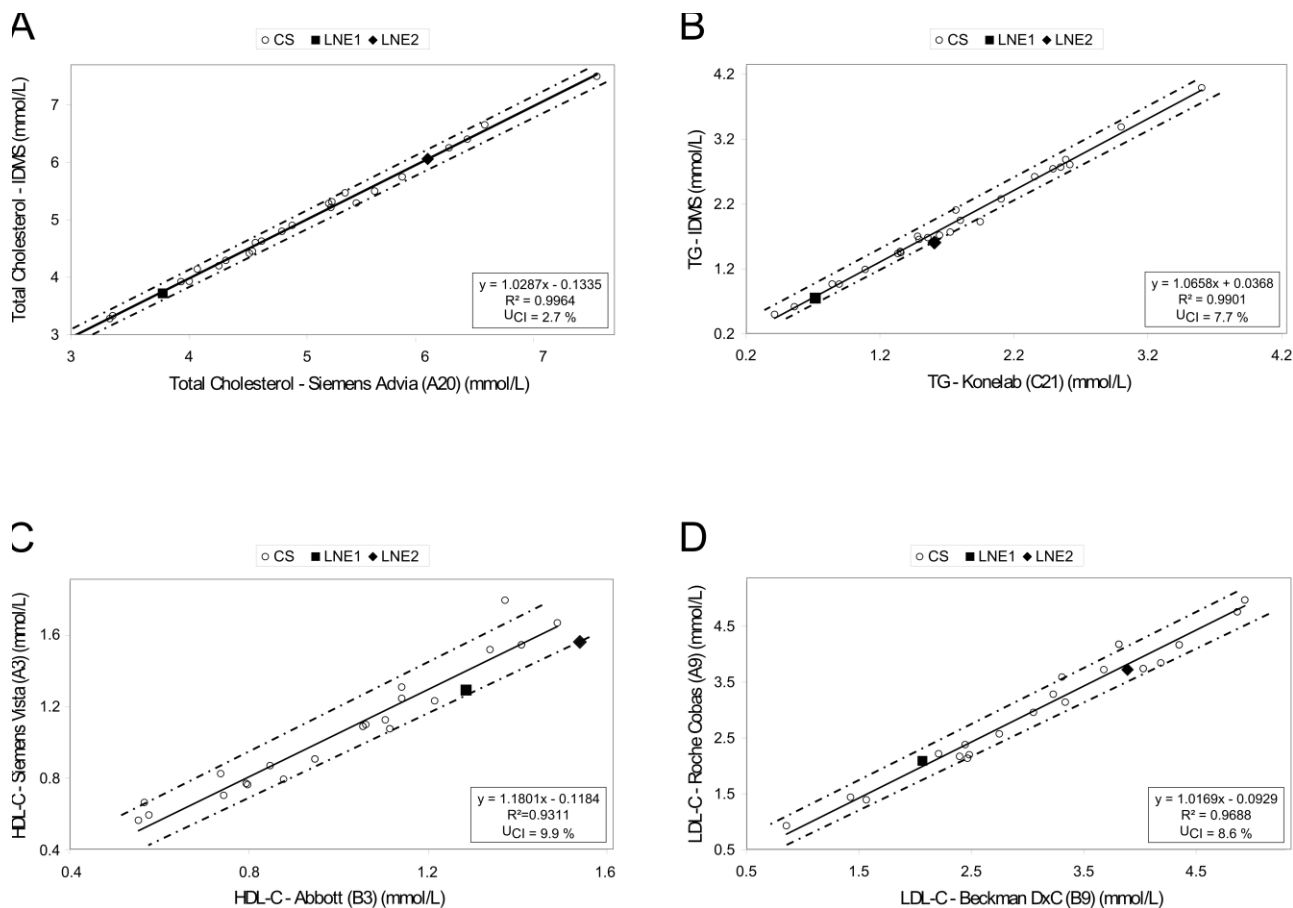 A
○ CS ■ LNE1 ◆ LNE2
Total Cholesterol - IDMS (mmol/L)
7
6
5
4
3
3 4 5 6 7
Total Cholesterol - Siemens Advia (A20) (mmol/L)
y = 1.0287x - 0.1335
R² = 0.9964
UCI = 2.7 %
B
○ CS ■ LNE1 ◆ LNE2
TG - IDMS (mmol/L)
4.2
3.2
2.2
1.2
0.2
0.2 1.2 2.2 3.2 4.2
TG - Konelab (C21) (mmol/L)
y = 1.0658x + 0.0368
R² = 0.9901
UCI = 7.7 %
C
○ CS ■ LNE1 ◆ LNE2
HDL-C - Siemens Vista (A3) (mmol/L)
1.6
1.2
0.8
0.4
0.4 0.8 1.2 1.6
HDL-C - Abbott (B3) (mmol/L)
y = 1.1801x - 0.1184
R²=0.9311
UCI = 9.9 %
D
○ CS ■ LNE1 ◆ LNE2
LDL-C - Roche Cobas (A9) (mmol/L)
4.5
3.5
2.5
1.5
0.5
0.5 1.5 2.5 3.5 4.5
LDL-C - Beckman DxC (B9) (mmol/L)
y = 1.0169x - 0.0929
R² = 0.9688
UCI = 8.6 %